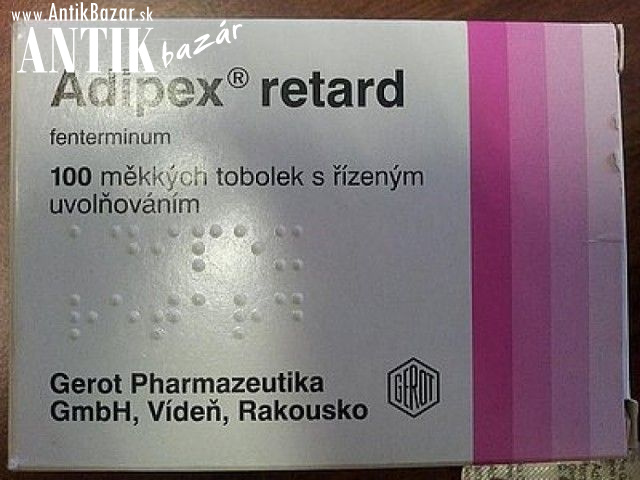 www.AntikBazar.sk
ANTIK bazár
Adipex® retard
fenterminum
100 měkkých tobolek s řízeným
uvolňováním
Gerot Pharmazeutika
GmbH, Vídeň, Rakousko
GEROT